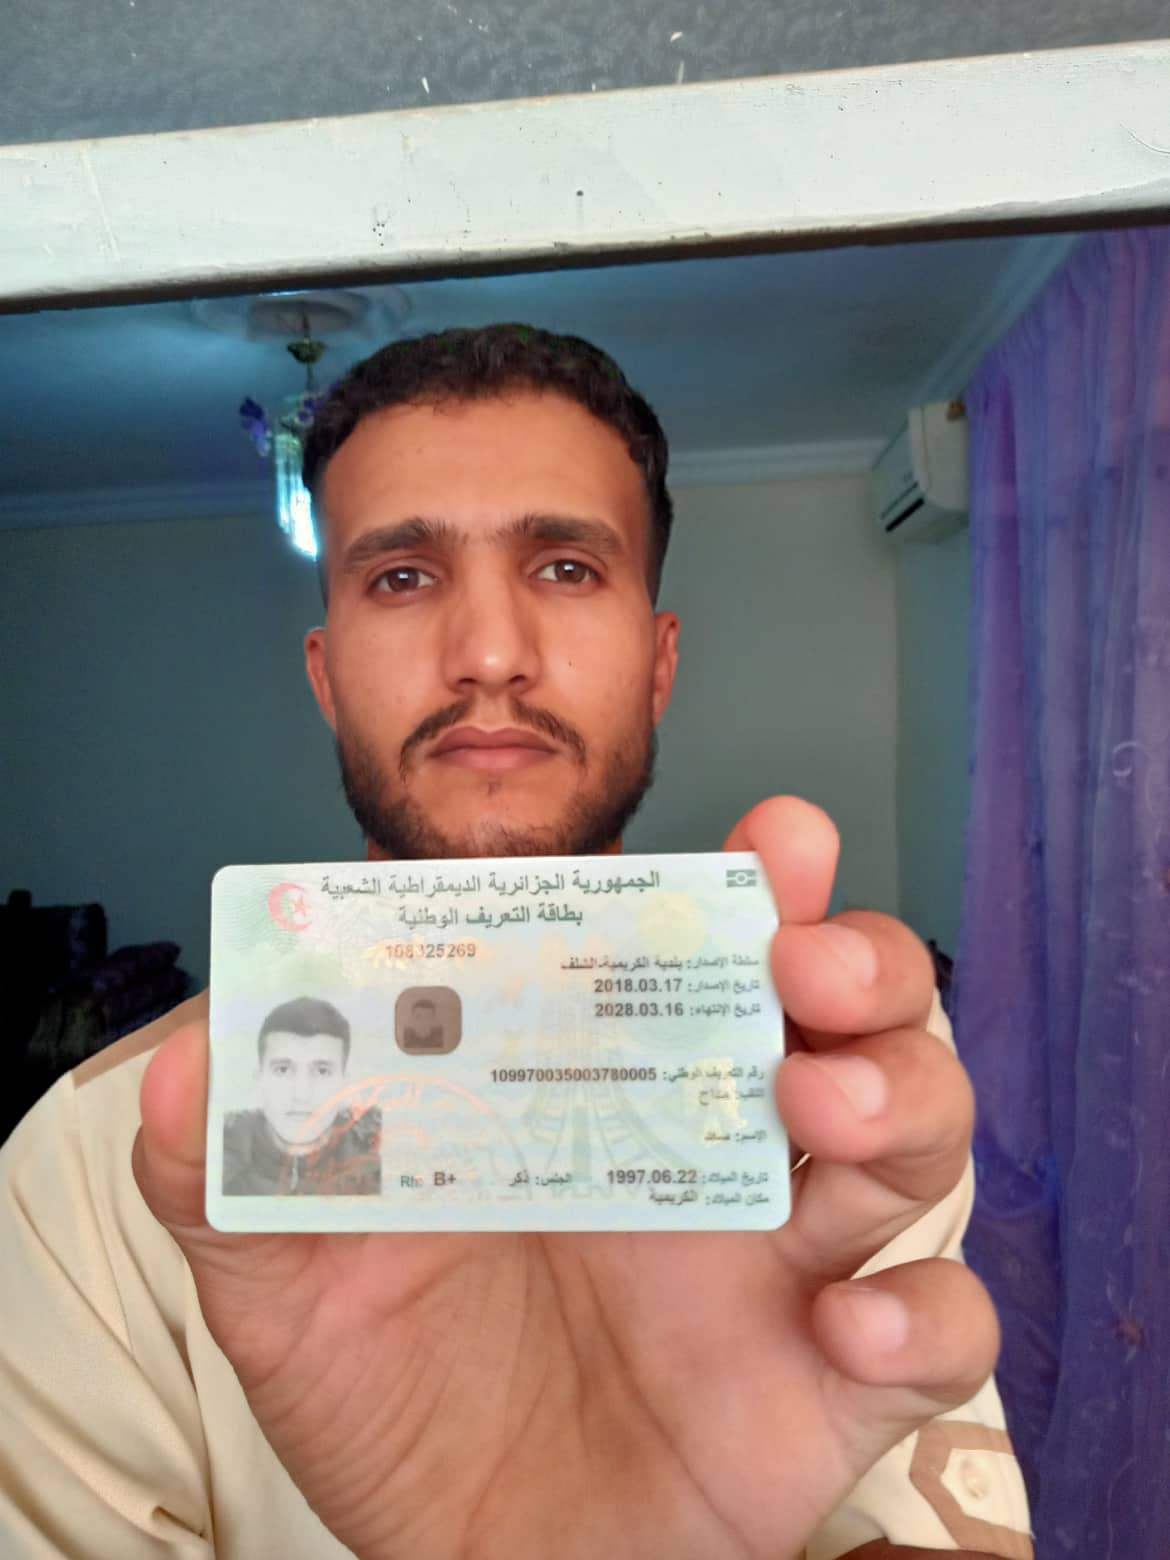 الجمهورية الجزائرية الديمقراطية الشعبية
بطاقة التعريف الوطنية
108325269
سلطة الإصدار: بلدية الكريمية-الشلف
تاريخ الإصدار: 2018.03.17
تاريخ الإنتهاء: 2028.03.16
رقم التعريف الوطني: 109970035003780005
اللقب: مداح
الإسم:
تاريخ الميلاد: 1997.06.22
الجنس: ذكر
Rh: B+
مكان الميلاد: الكريمية